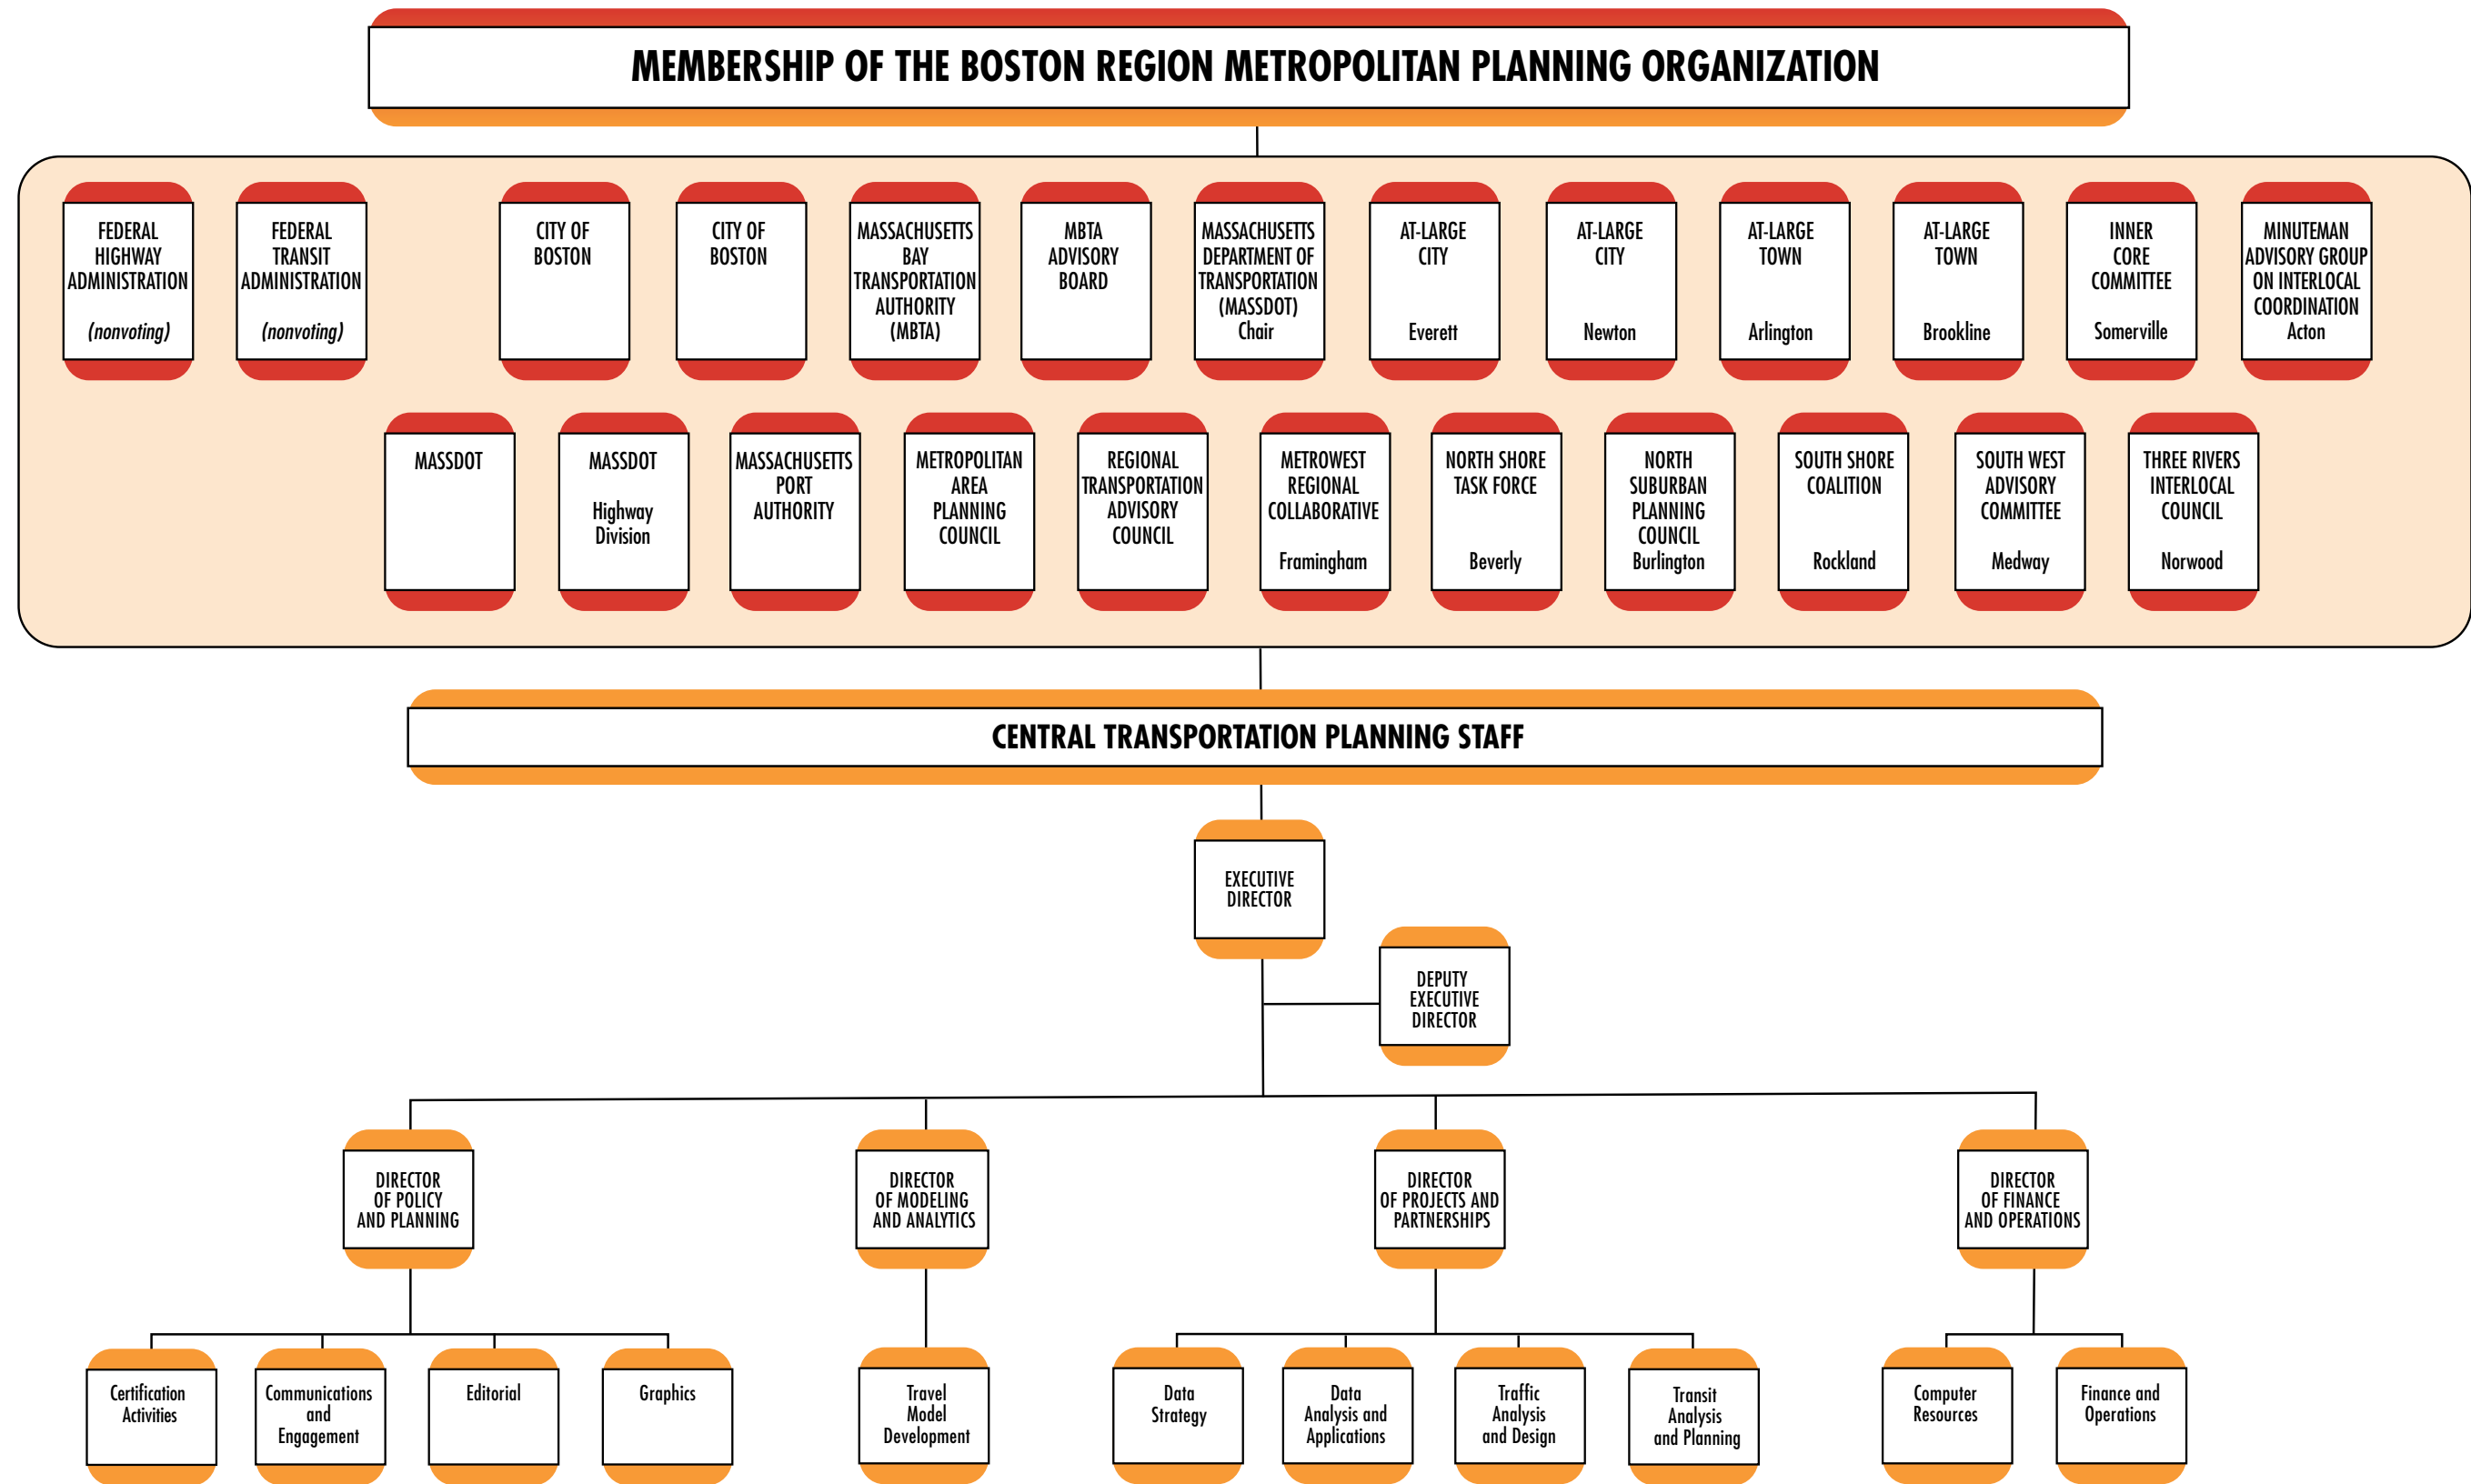 MEMBERSHIP OF THE BOSTON REGION METROPOLITAN PLANNING ORGANIZATION
FEDERAL
HIGHWAY
ADMINISTRATION
(nonvoting)
FEDERAL
TRANSIT
ADMINISTRATION
(nonvoting)
CITY OF
BOSTON
CITY OF
BOSTON
MASSACHUSETTS
BAY
TRANSPORTATION
AUTHORITY
(MBTA)
MBTA
ADVISORY
BOARD
MASSACHUSETTS
DEPARTMENT OF
TRANSPORTATION
(MASSDOT)
Chair
AT-LARGE
CITY
Everett
AT-LARGE
CITY
Newton
AT-LARGE
TOWN
Arlington
AT-LARGE
TOWN
Brookline
INNER
CORE
COMMITTEE
Somerville
MINUTEMAN
ADVISORY GROUP
ON INTERLOCAL
COORDINATION
Acton
MASSDOT
MASSDOT
Highway
Division
MASSACHUSETTS
PORT
AUTHORITY
METROPOLITAN
AREA
PLANNING
COUNCIL
REGIONAL
TRANSPORTATION
ADVISORY
COUNCIL
METROWEST
REGIONAL
COLLABORATIVE
Framingham
NORTH SHORE
TASK FORCE
Beverly
NORTH
SUBURBAN
PLANNING
COUNCIL
Burlington
SOUTH SHORE
COALITION
Rockland
SOUTH WEST
ADVISORY
COMMITTEE
Medway
THREE RIVERS
INTERLOCAL
COUNCIL
Norwood
CENTRAL TRANSPORTATION PLANNING STAFF
EXECUTIVE
DIRECTOR
DEPUTY
EXECUTIVE
DIRECTOR
DIRECTOR
OF POLICY
AND PLANNING
DIRECTOR
OF MODELING
AND ANALYTICS
DIRECTOR
OF PROJECTS AND
PARTNERSHIPS
DIRECTOR
OF FINANCE
AND OPERATIONS
Certification
Activities
Communications
and
Engagement
Editorial
Graphics
Travel
Model
Development
Data
Strategy
Data
Analysis and
Applications
Traffic
Analysis
and Design
Transit
Analysis
and Planning
Computer
Resources
Finance and
Operations